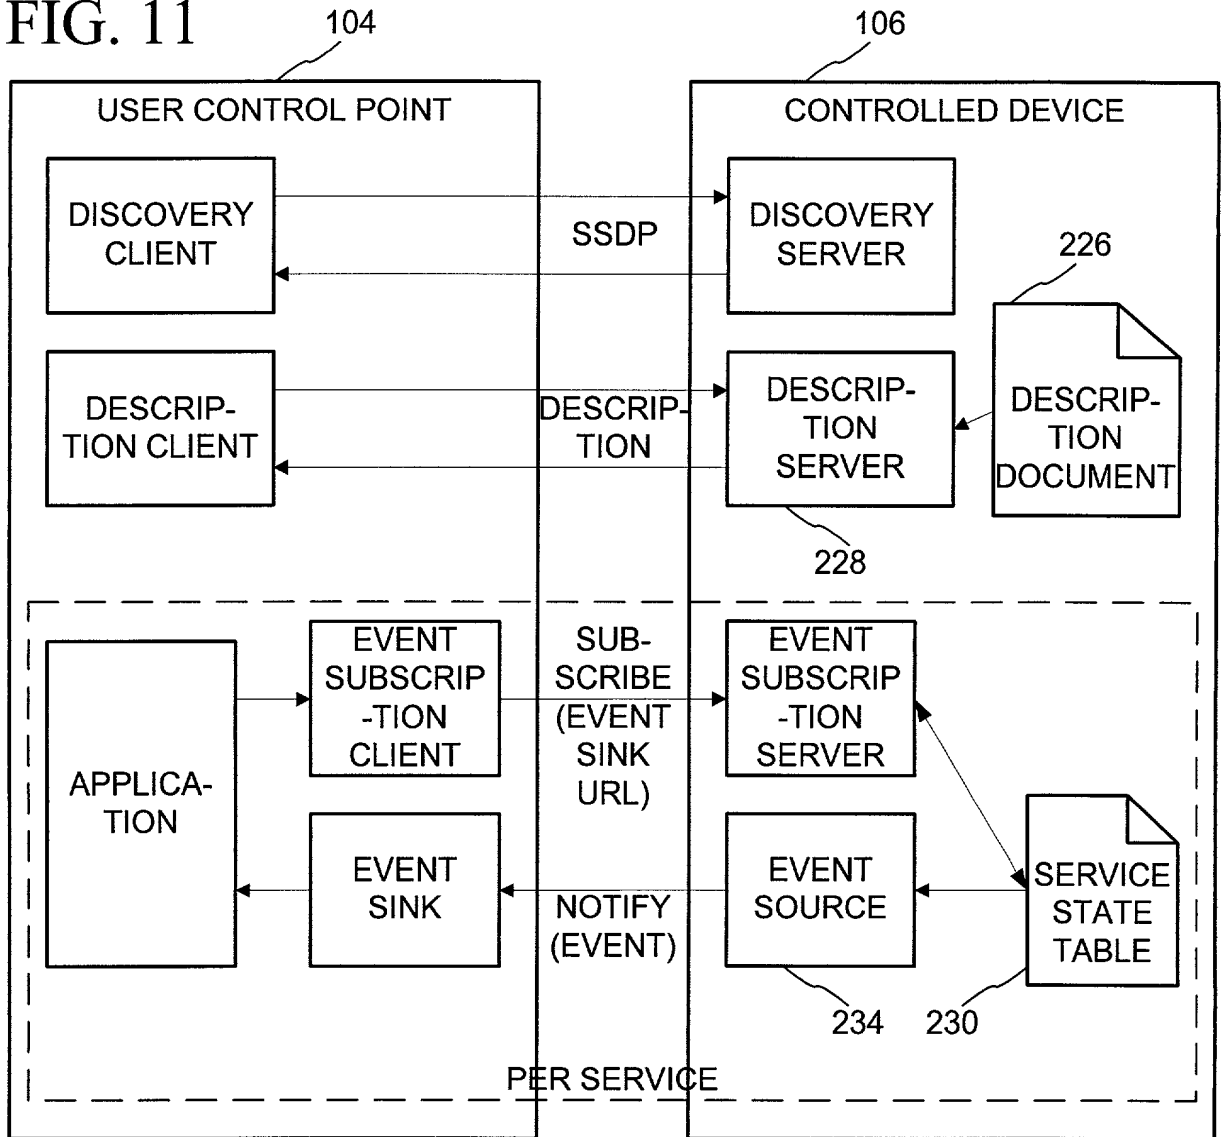 FIG. 11
104
106
USER CONTROL POINT
CONTROLLED DEVICE
DISCOVERY
CLIENT
SSDP
DISCOVERY
SERVER
226
DESCRIP-
TION CLIENT
DESCRIP-
TION
DESCRIP-
TION
SERVER
DESCRIP-
TION
DOCUMENT
228
APPLICA-
TION
EVENT
SUBSCRIP
-TION
CLIENT
SUB-
SCRIBE
(EVENT
SINK
URL)
EVENT
SUBSCRIP
-TION
SERVER
EVENT
SINK
NOTIFY
(EVENT)
EVENT
SOURCE
SERVICE
STATE
TABLE
234
230
PER SERVICE